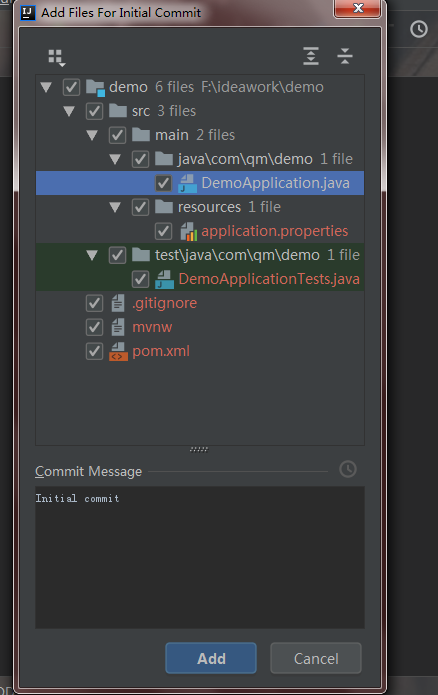 IJ Add Files For Initial Commit
demo 6 files F:\ideawork\demo
src 3 files
main 2 files
java\com\qm\demo 1 file
DemoApplication.java
resources 1 file
application.properties
test\java\com\qm\demo 1 file
DemoApplicationTests.java
.gitignore
mvnw
pom.xml
Commit Message
Initial commit
Add
Cancel